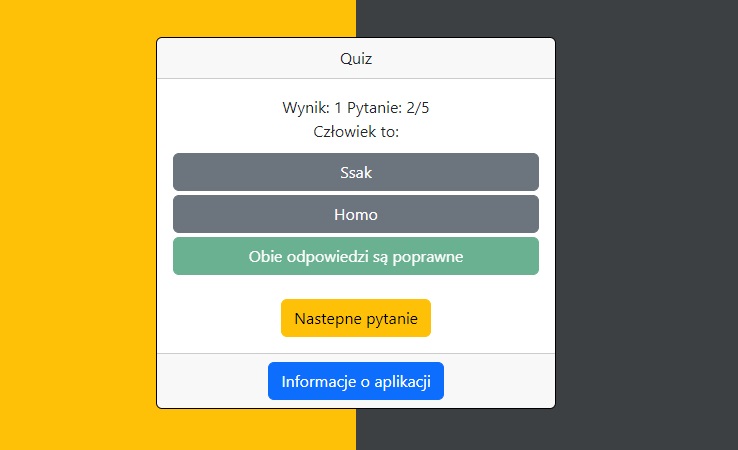 Quiz
Wynik: 1 Pytanie: 2/5
Człowiek to:
Ssak
Homo
Obie odpowiedzi są poprawne
Nastepne pytanie
Informacje o aplikacji